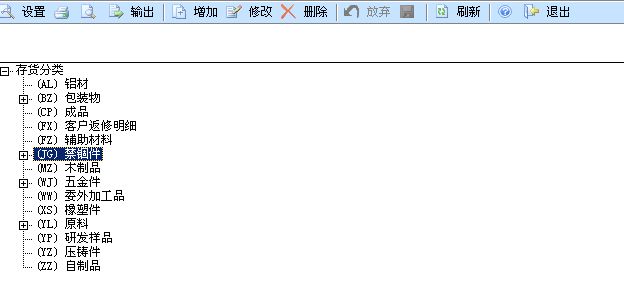 设置 输出 增加 修改 删除 放弃 刷新 退出
存货分类
(AL) 铝材
(BZ) 包装物
(CP) 成品
(FX) 客户返修明细
(FZ) 辅助材料
(JG) 禁锢件
(MZ) 木制品
(WJ) 五金件
(WW) 委外加工品
(XS) 橡塑件
(YL) 原料
(YP) 研发样品
(YZ) 压铸件
(ZZ) 自制品